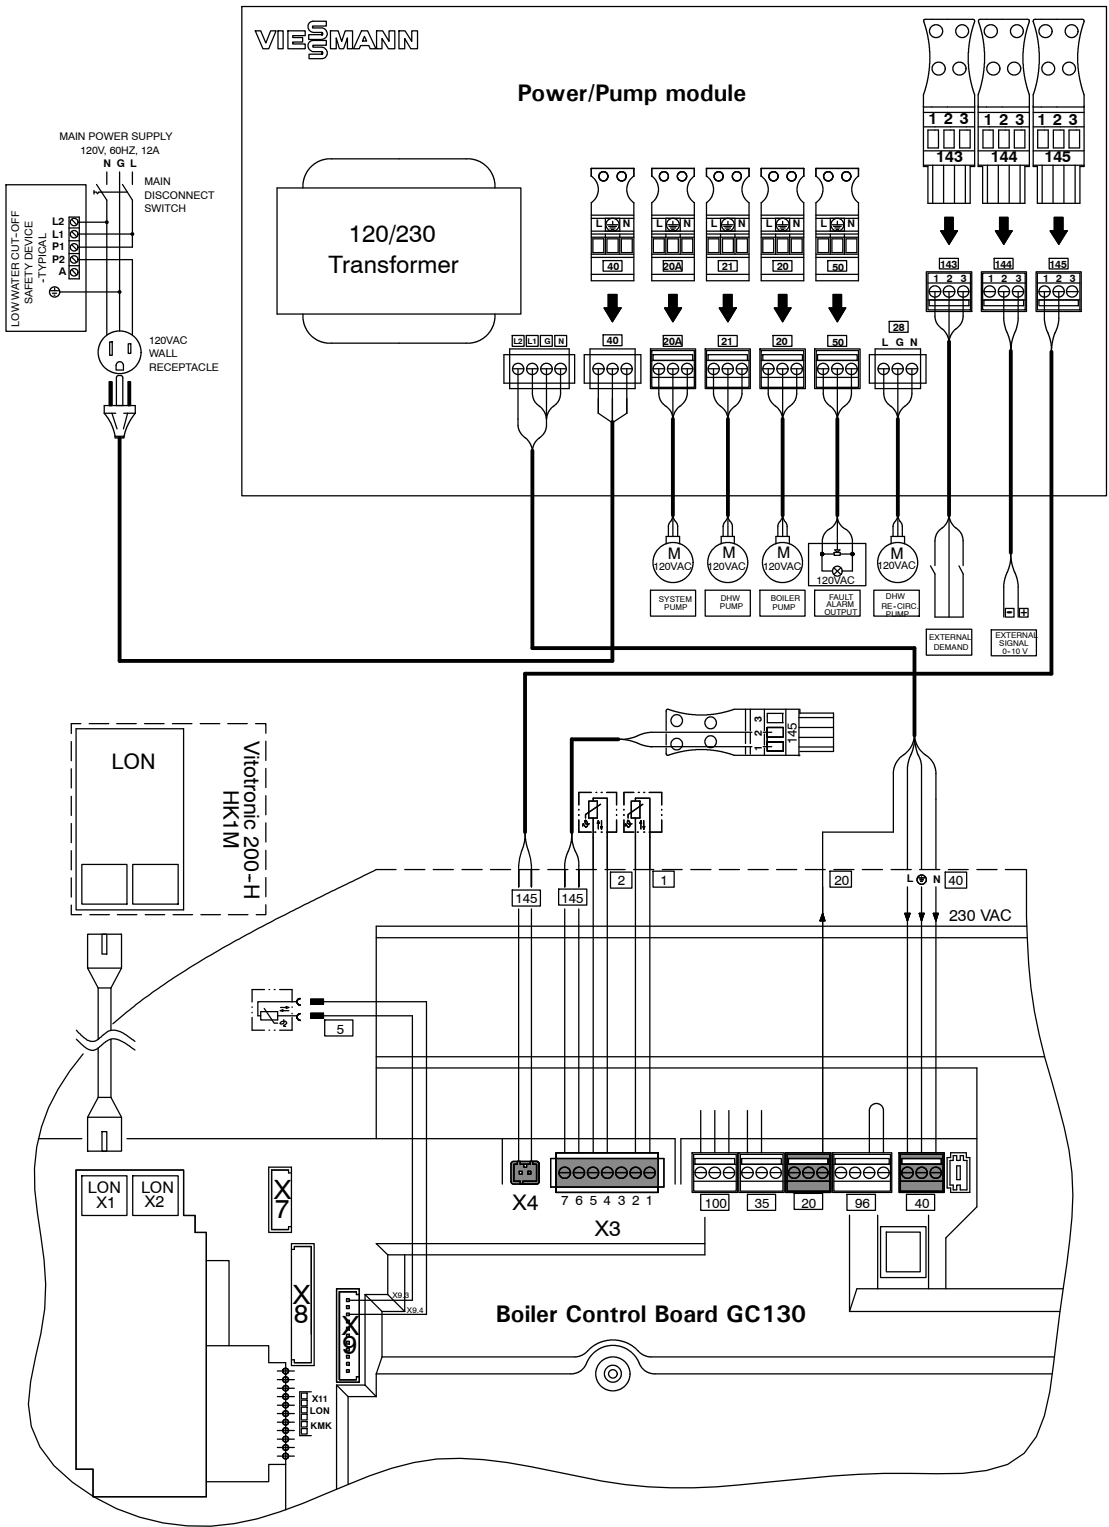 VIESSMANN
Power/Pump module
MAIN POWER SUPPLY
120V, 60HZ, 12A
N G L
MAIN
DISCONNECT
SWITCH
LOW WATER CUT-OFF
SAFETY DEVICE
-TYPICAL
L2
L1
P1
P2
A
120VAC
WALL
RECEPTACLE
120/230
Transformer
1 2 3
143
1 2 3
144
1 2 3
145
L N
40
L N
20A
L N
21
L N
20
L N
50
143
1 2 3
144
1 2 3
145
1 2 3
L2 L1 G N
40
20A
21
20
50
28
L G N
M
120VAC
M
120VAC
M
120VAC
120VAC
M
120VAC
SYSTEM
PUMP
DHW
PUMP
BOILER
PUMP
FAULT
ALARM
OUTPUT
DHW
RE-CIRC.
PUMP
EXTERNAL
DEMAND
EXTERNAL
SIGNAL
0-10 V
LON
Vitotronic 200-H
HK1M
3
2
1
145
145
145
2
1
20
L N
40
230 VAC
5
X4
7 6 5 4 3 2 1
X3
100
35
20
96
40
LON
X1
LON
X2
X7
X8
X9
X9.3
X9.4
Boiler Control Board GC130
X11
LON
KMK